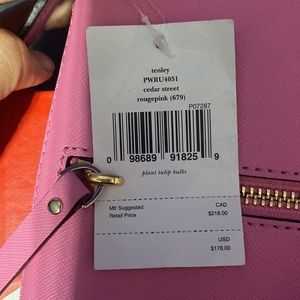 tenley
PWRU4051
cedar street
rougepink (679)
P07287
0 98689 91825 9
plant tulip bulbs
Mfr Suggested CAD
Retail Price $218.00
USD
$178.00